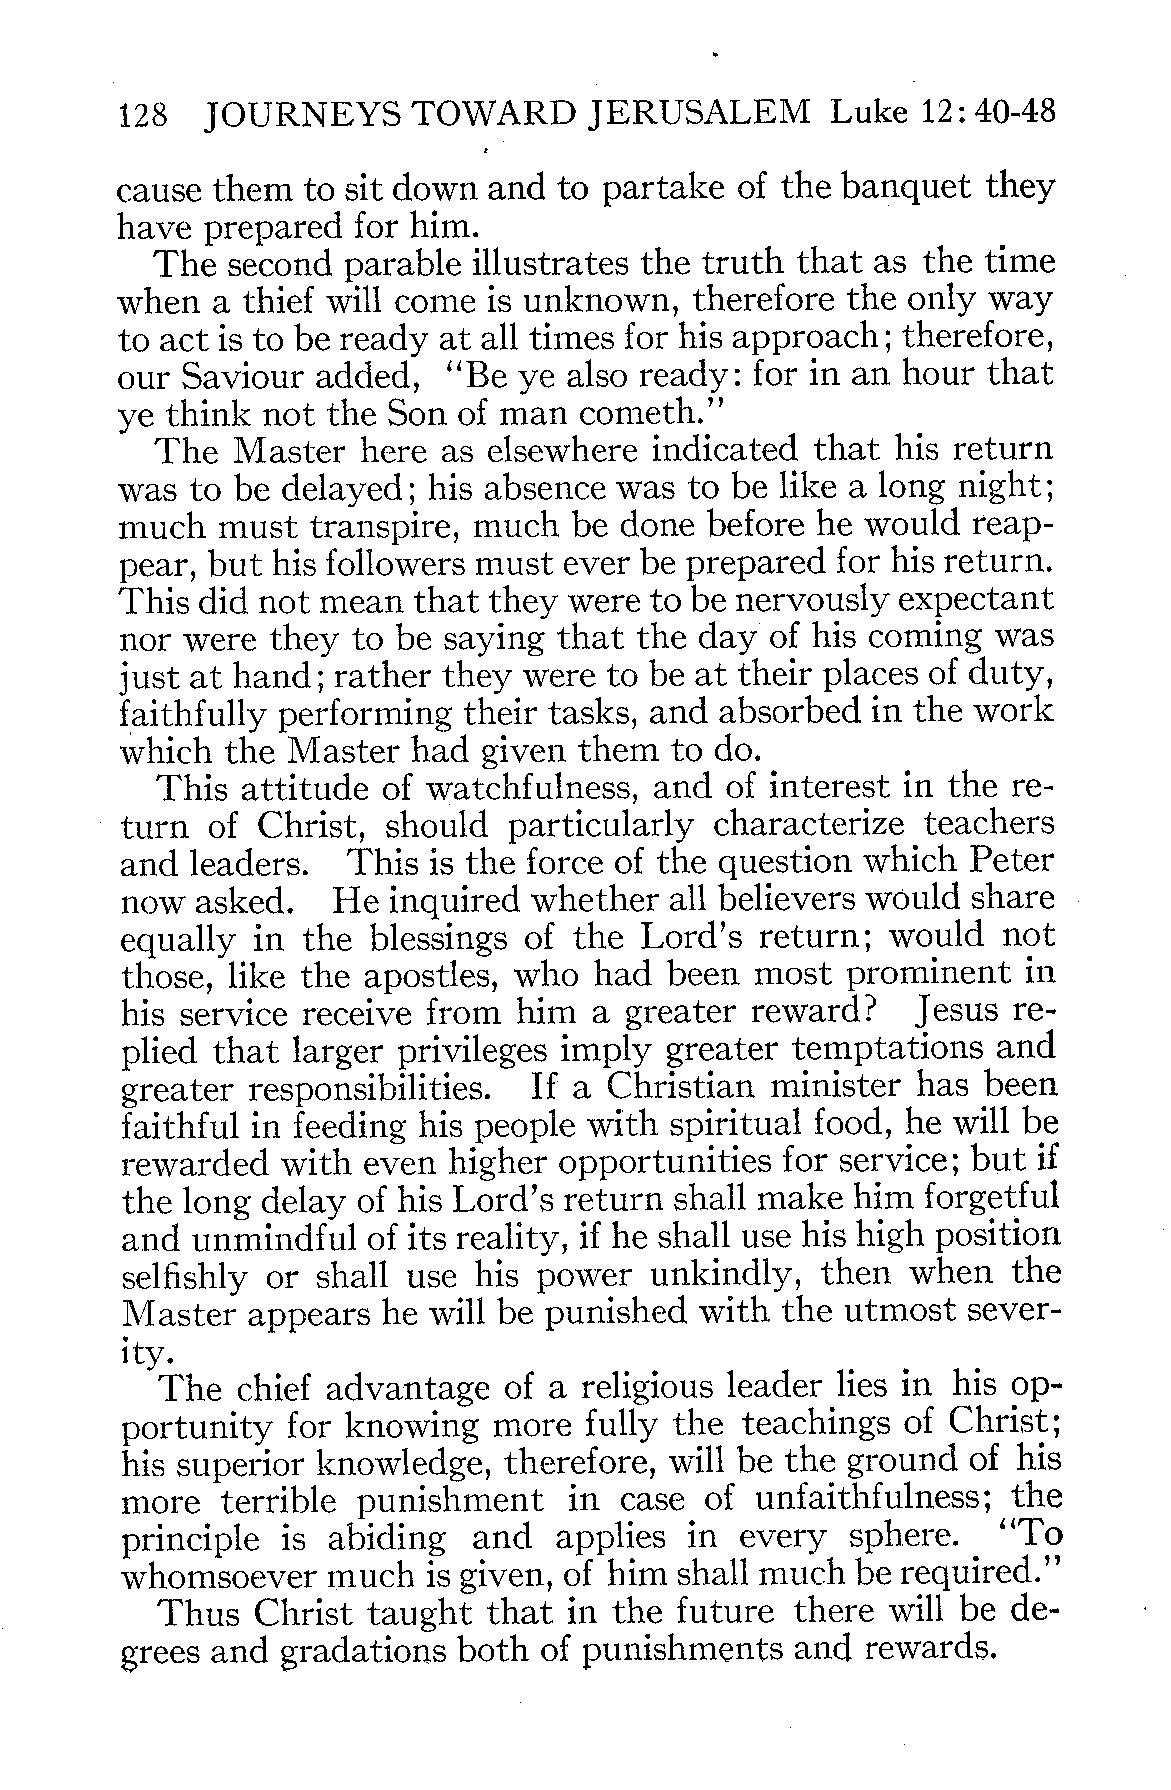 128 JOURNEYS TOWARD JERUSALEM Luke 12: 40-48
cause them to sit down and to partake of the banquet they
have prepared for him.
The second parable illustrates the truth that as the time
when a thief will come is unknown, therefore the only way
to act is to be ready at all times for his approach; therefore,
our Saviour added, “Be ye also ready: for in an hour that
ye think not the Son of man cometh.”
The Master here as elsewhere indicated that his return
was to be delayed; his absence was to be like a long night;
much must transpire, much be done before he would reap-
pear, but his followers must ever be prepared for his return.
This did not mean that they were to be nervously expectant
nor were they to be saying that the day of his coming was
just at hand; rather they were to be at their places of duty,
faithfully performing their tasks, and absorbed in the work
which the Master had given them to do.
This attitude of watchfulness, and of interest in the re-
turn of Christ, should particularly characterize teachers
and leaders. This is the force of the question which Peter
now asked. He inquired whether all believers would share
equally in the blessings of the Lord’s return; would not
those, like the apostles, who had been most prominent in
his service receive from him a greater reward? Jesus re-
plied that larger privileges imply greater temptations and
greater responsibilities. If a Christian minister has been
faithful in feeding his people with spiritual food, he will be
rewarded with even higher opportunities for service; but if
the long delay of his Lord’s return shall make him forgetful
and unmindful of its reality, if he shall use his high position
selfishly or shall use his power unkindly, then when the
Master appears he will be punished with the utmost sever-
ity.
The chief advantage of a religious leader lies in his op-
portunity for knowing more fully the teachings of Christ;
his superior knowledge, therefore, will be the ground of his
more terrible punishment in case of unfaithfulness; the
principle is abiding and applies in every sphere. “To
whomsoever much is given, of him shall much be required.”
Thus Christ taught that in the future there will be de-
grees and gradations both of punishments and rewards.